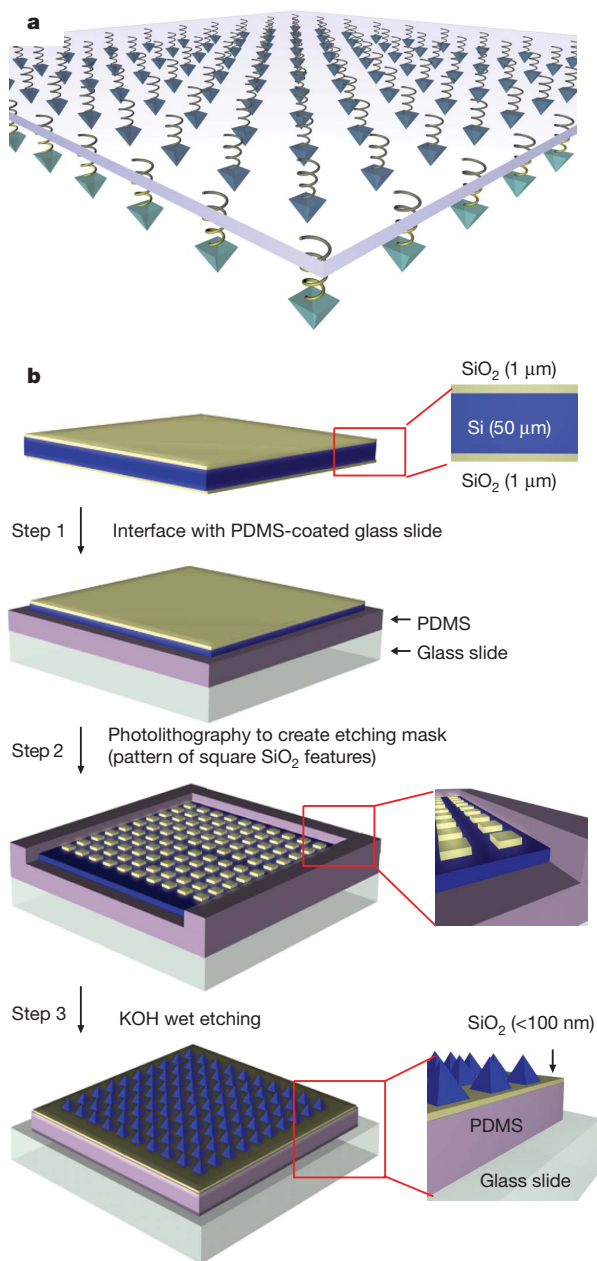 a
b
SiO₂ (1 μm)
Si (50 μm)
SiO₂ (1 μm)
Step 1
Interface with PDMS-coated glass slide
PDMS
Glass slide
Step 2
Photolithography to create etching mask
(pattern of square SiO₂ features)
Step 3
KOH wet etching
SiO₂ (<100 nm)
PDMS
Glass slide